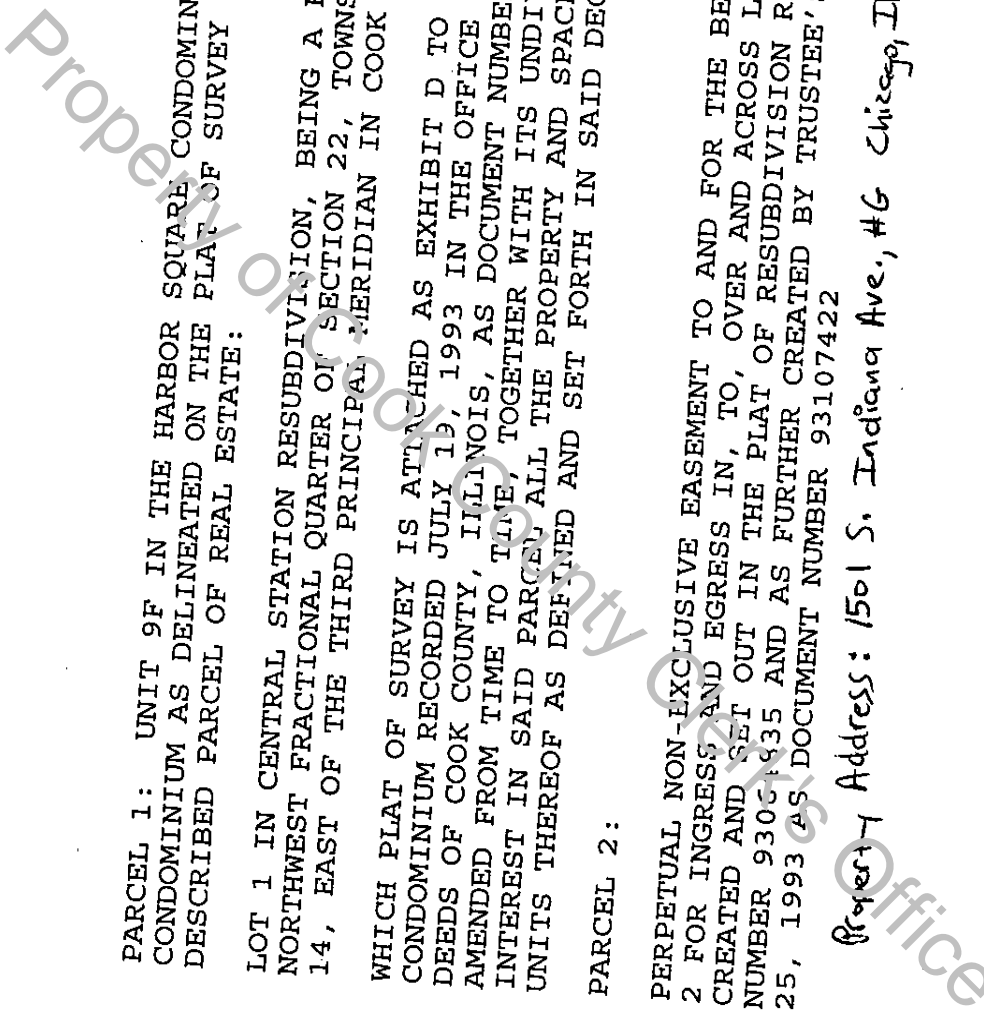 PARCEL 1: UNIT 9F IN THE HARBOR SQUARE CONDOMIN
CONDOMINIUM AS DELINEATED ON THE PLAT OF SURVEY
DESCRIBED PARCEL OF REAL ESTATE:
LOT 1 IN CENTRAL STATION RESUBDIVISION, BEING A
NORTHWEST FRACTIONAL QUARTER OF SECTION 22, TOWNS
14, EAST OF THE THIRD PRINCIPAL MERIDIAN IN COOK
WHICH PLAT OF SURVEY IS ATTACHED AS EXHIBIT D TO
CONDOMINIUM RECORDED JULY 19, 1993 IN THE OFFICE
DEEDS OF COOK COUNTY, ILLINOIS, AS DOCUMENT NUMBE
AMENDED FROM TIME TO TIME, TOGETHER WITH ITS UNDI
INTEREST IN SAID PARCEL ALL THE PROPERTY AND SPAC
UNITS THEREOF AS DEFINED AND SET FORTH IN SAID DEC
PARCEL 2:
PERPETUAL NON-EXCLUSIVE EASEMENT TO AND FOR THE BE
2 FOR INGRESS AND EGRESS IN, TO, OVER AND ACROSS L
CREATED AND SET OUT IN THE PLAT OF RESUBDIVISION R
NUMBER AND AS FURTHER CREATED BY TRUSTEE'
25, 1993 AS DOCUMENT NUMBER 93107422
Property Address: 1501 S. Indiana Ave., #G Chicago, Il
Property of Cook County Clerk's Office